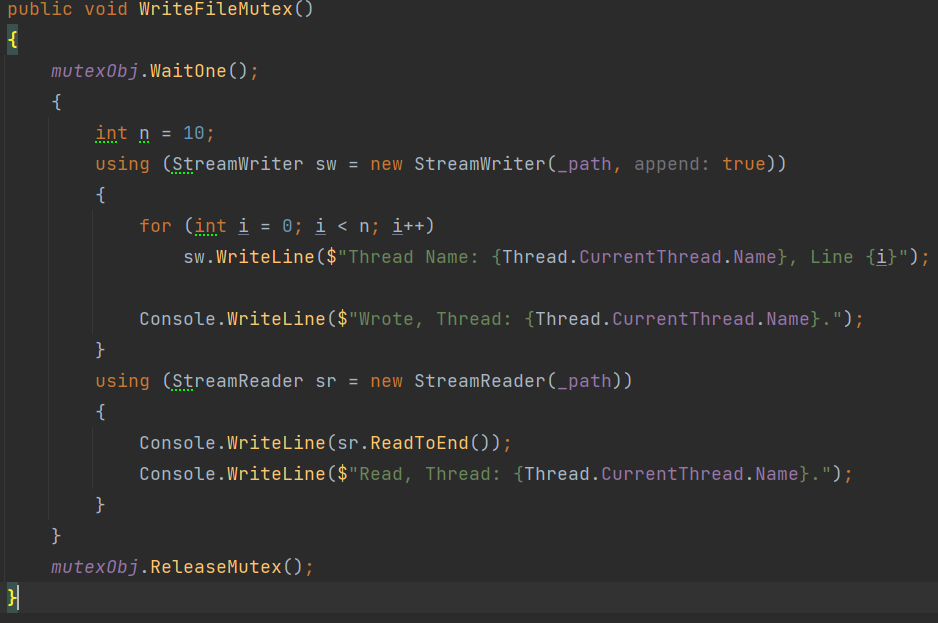 public void WriteFileMutex()
{
    mutexObj.WaitOne();
    {
        int n = 10;
        using (StreamWriter sw = new StreamWriter(_path, append: true))
        {
            for (int i = 0; i < n; i++)
                sw.WriteLine($"Thread Name: {Thread.CurrentThread.Name}, Line {i}");

            Console.WriteLine($"Wrote, Thread: {Thread.CurrentThread.Name}.");
        }
        using (StreamReader sr = new StreamReader(_path))
        {
            Console.WriteLine(sr.ReadToEnd());
            Console.WriteLine($"Read, Thread: {Thread.CurrentThread.Name}.");
        }
    }
    mutexObj.ReleaseMutex();
}